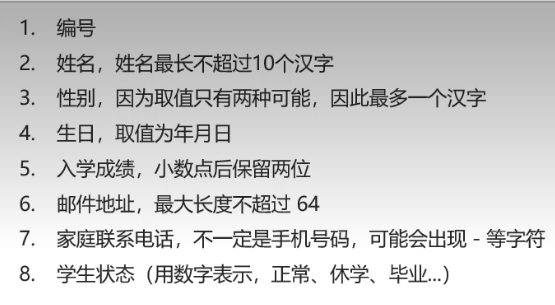 1. 编号
2. 姓名，姓名最长不超过10个汉字
3. 性别，因为取值只有两种可能，因此最多一个汉字
4. 生日，取值为年月日
5. 入学成绩，小数点后保留两位
6. 邮件地址，最大长度不超过 64
7. 家庭联系电话，不一定是手机号码，可能会出现 - 等字符
8. 学生状态（用数字表示，正常、休学、毕业...）